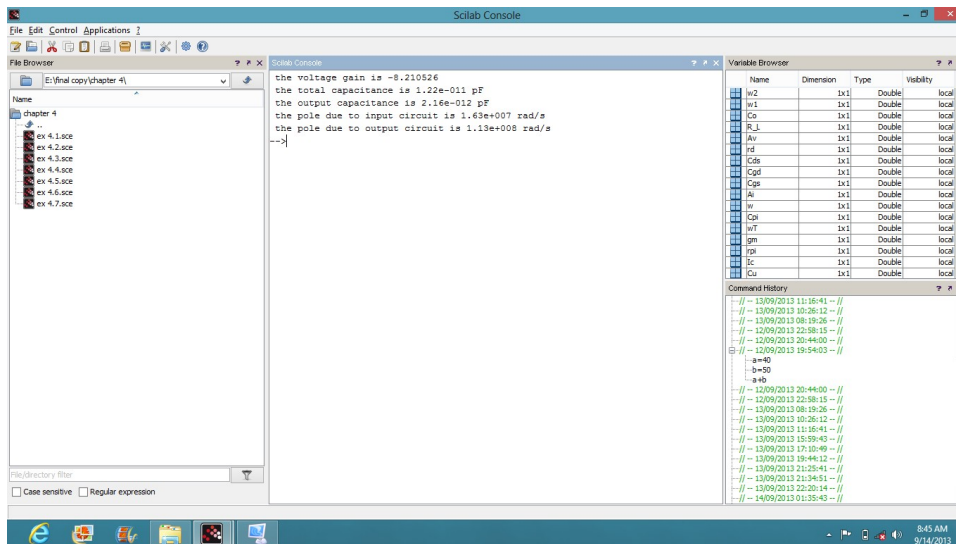 Scilab Console
File Edit Control Applications ?
File Browser
E:\final copy\chapter 4\
Name
chapter 4
..
ex 4.1.sce
ex 4.2.sce
ex 4.3.sce
ex 4.4.sce
ex 4.5.sce
ex 4.6.sce
ex 4.7.sce
File/directory filter
Case sensitive Regular expression
Scilab Console
the voltage gain is -8.210526
the total capacitance is 1.22e-011 pF
the output capacitance is 2.16e-012 pF
the pole due to input circuit is 1.63e+007 rad/s
the pole due to output circuit is 1.13e+008 rad/s
-->
Variable Browser
Name Dimension Type Visibility
w2 1x1 Double local
w1 1x1 Double local
Co 1x1 Double local
R_L 1x1 Double local
Av 1x1 Double local
rd 1x1 Double local
Cds 1x1 Double local
Cgd 1x1 Double local
Cgs 1x1 Double local
Ai 1x1 Double local
w 1x1 Double local
Cpi 1x1 Double local
wT 1x1 Double local
gm 1x1 Double local
rpi 1x1 Double local
Ic 1x1 Double local
Cu 1x1 Double local
Command History
// -- 13/09/2013 11:16:41 -- //
// -- 13/09/2013 10:26:12 -- //
// -- 13/09/2013 08:19:26 -- //
// -- 12/09/2013 22:58:15 -- //
// -- 12/09/2013 20:44:00 -- //
// -- 12/09/2013 19:54:03 -- //
a=40
b=50
a+b
// -- 12/09/2013 20:44:00 -- //
// -- 12/09/2013 22:58:15 -- //
// -- 13/09/2013 08:19:26 -- //
// -- 13/09/2013 10:26:12 -- //
// -- 13/09/2013 11:16:41 -- //
// -- 13/09/2013 15:59:43 -- //
// -- 13/09/2013 17:10:49 -- //
// -- 13/09/2013 19:44:12 -- //
// -- 13/09/2013 21:25:41 -- //
// -- 13/09/2013 21:34:51 -- //
// -- 13/09/2013 22:20:14 -- //
// -- 14/09/2013 01:35:43 -- //
8:45 AM
9/14/2013